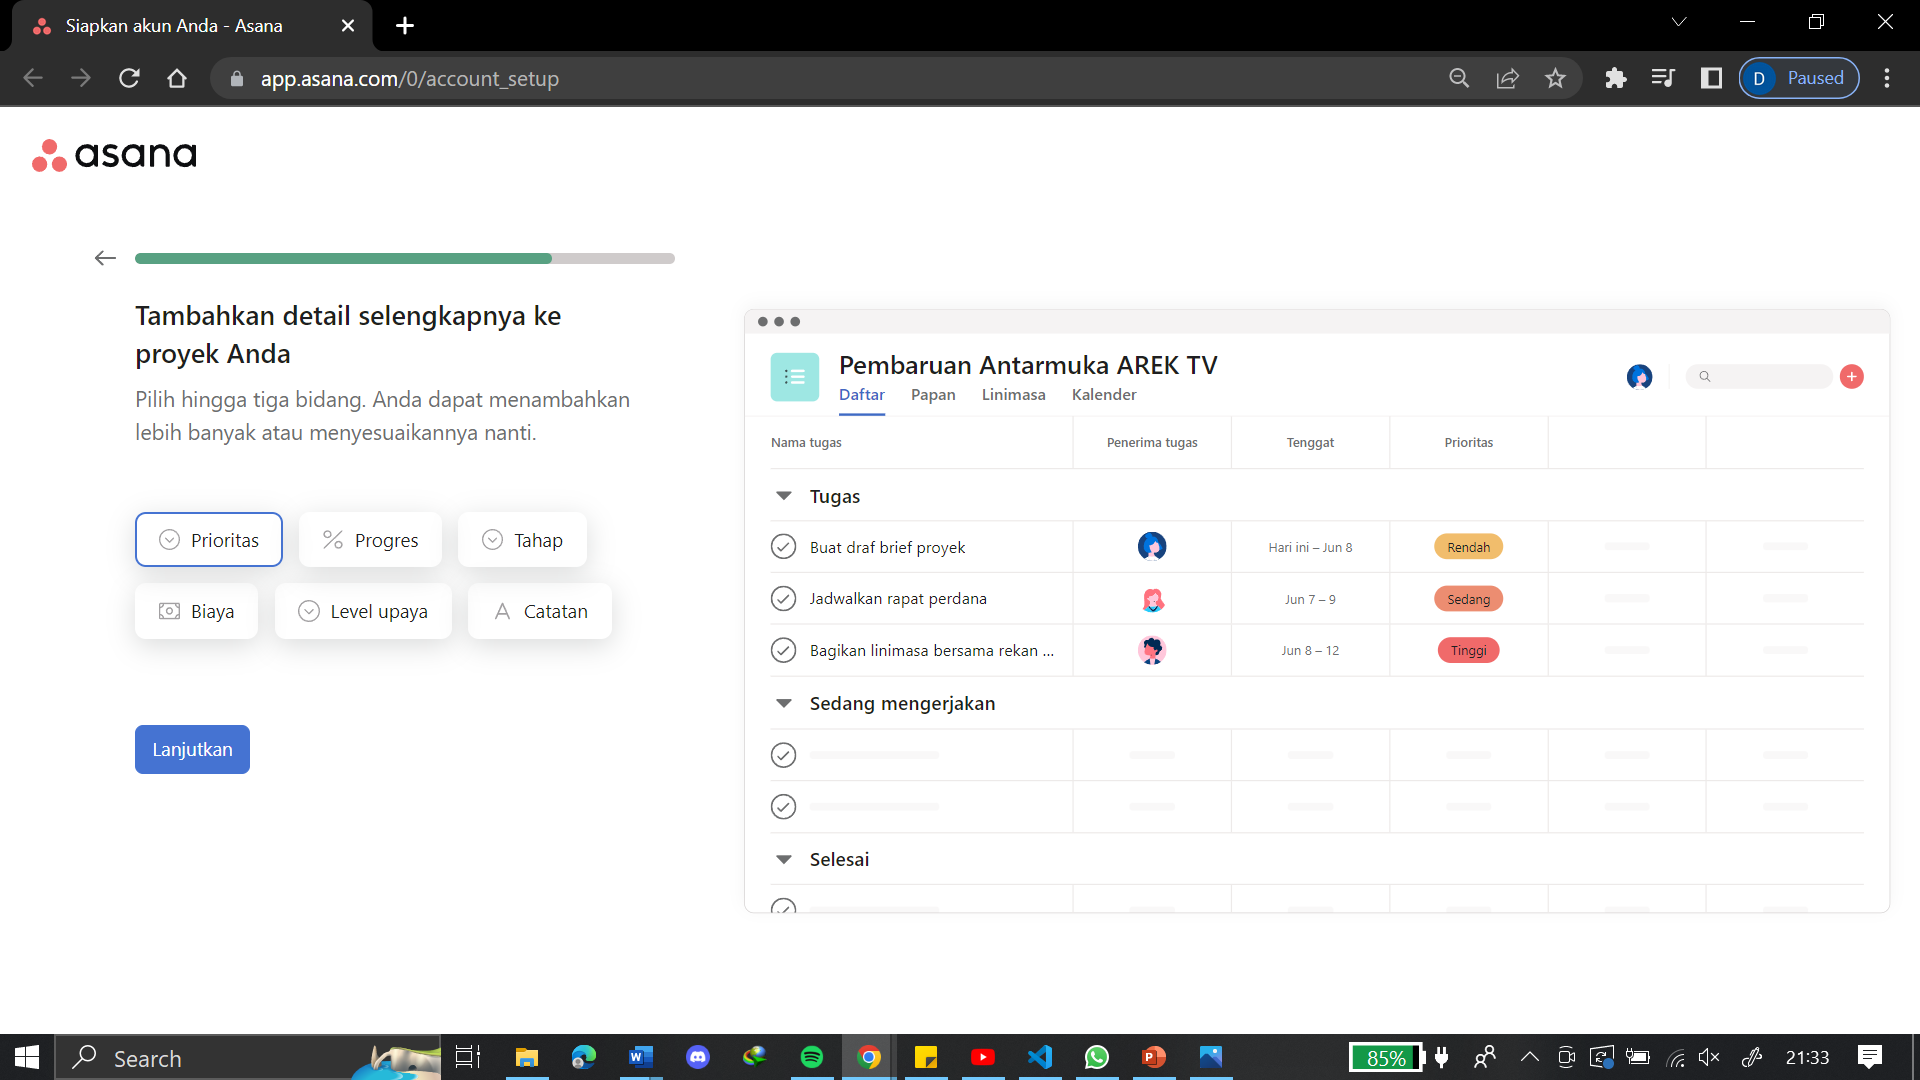 Siapkan akun Anda - Asana
app.asana.com/0/account_setup
D Paused
asana
Tambahkan detail selengkapnya ke
proyek Anda
Pilih hingga tiga bidang. Anda dapat menambahkan
lebih banyak atau menyesuaikannya nanti.
Prioritas Progres Tahap
Biaya Level upaya Catatan
Lanjutkan
Pembaruan Antarmuka AREK TV
Daftar Papan Linimasa Kalender
Nama tugas Penerima tugas Tenggat Prioritas
Tugas
Buat draf brief proyek Hari ini – Jun 8 Rendah
Jadwalkan rapat perdana Jun 7 – 9 Sedang
Bagikan linimasa bersama rekan ... Jun 8 – 12 Tinggi
Sedang mengerjakan
Selesai
Search 85% 21:33